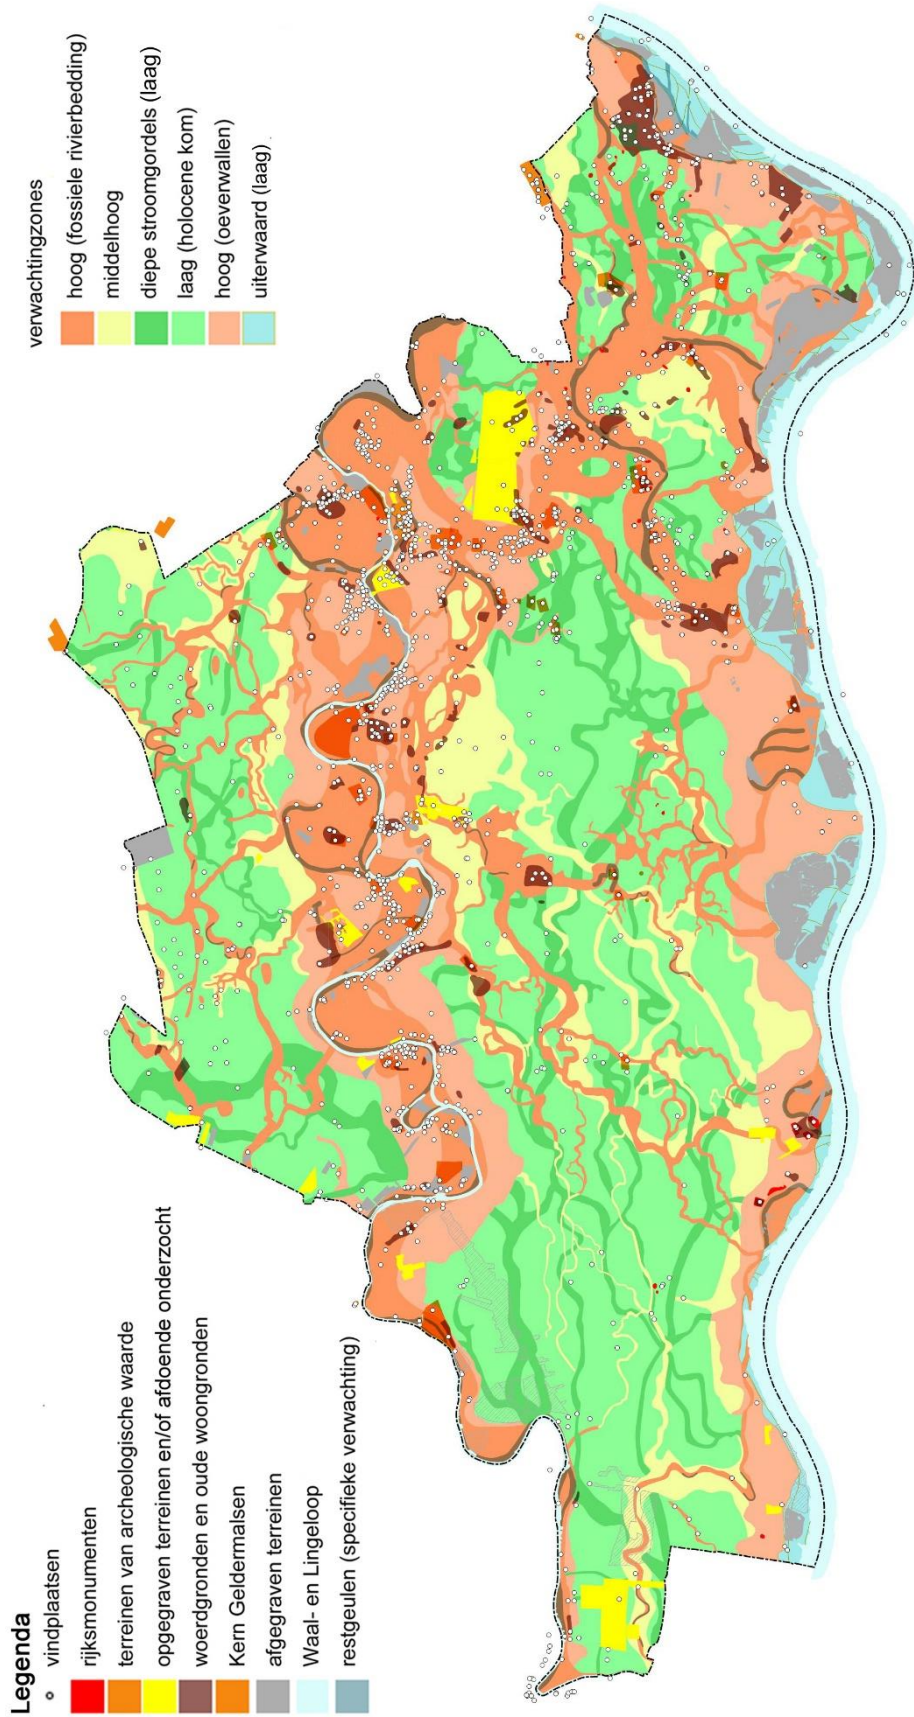 Legenda
vindplaatsen
rijksmonumenten
terreinen van archeologische waarde
opgegraven terreinen en/of afdoende onderzocht
woerdgronden en oude woongronden
Kern Geldermalsen
afgegraven terreinen
Waal- en Lingeloop
restgeulen (specifieke verwachting)
verwachtingzones
hoog (fossiele rivierbedding)
middelhoog
diepe stroomgordels (laag)
laag (holocene kom)
hoog (oeverwallen)
uiterwaard (laag)